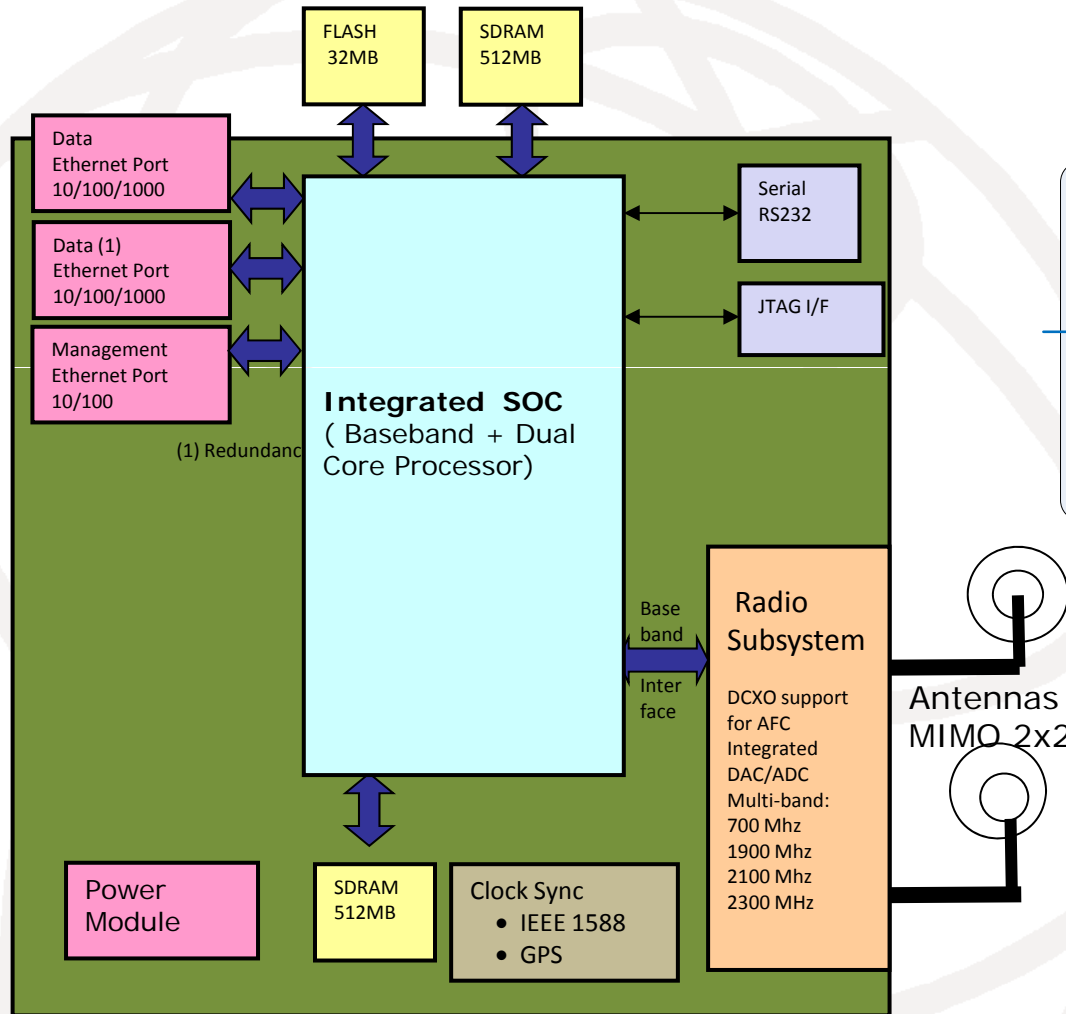 FLASH
32MB
SDRAM
512MB
Data
Ethernet Port
10/100/1000
Data (1)
Ethernet Port
10/100/1000
Management
Ethernet Port
10/100
(1) Redundanc
Serial
RS232
JTAG I/F
Integrated SOC
( Baseband + Dual
Core Processor)
Base
band
Inter
face
Radio
Subsystem
DCXO support
for AFC
Integrated
DAC/ADC
Multi-band:
700 Mhz
1900 Mhz
2100 Mhz
2300 MHz
Antennas
MIMO 2x2
Power
Module
SDRAM
512MB
Clock Sync
• IEEE 1588
• GPS